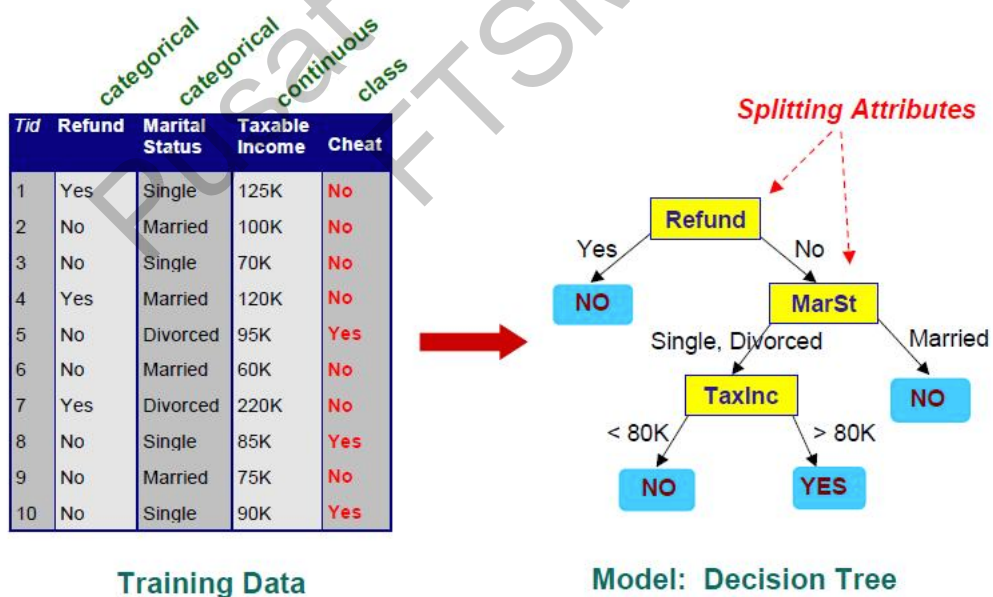 categorical
categorical
continuous
class
Tid Refund Marital Status Taxable Income Cheat
1 Yes Single 125K No
2 No Married 100K No
3 No Single 70K No
4 Yes Married 120K No
5 No Divorced 95K Yes
6 No Married 60K No
7 Yes Divorced 220K No
8 No Single 85K Yes
9 No Married 75K No
10 No Single 90K Yes
Training Data
Splitting Attributes
Refund
Yes No
NO
MarSt
Single, Divorced Married
TaxInc
NO
< 80K > 80K
NO YES
Model: Decision Tree
Pusat
FTSM